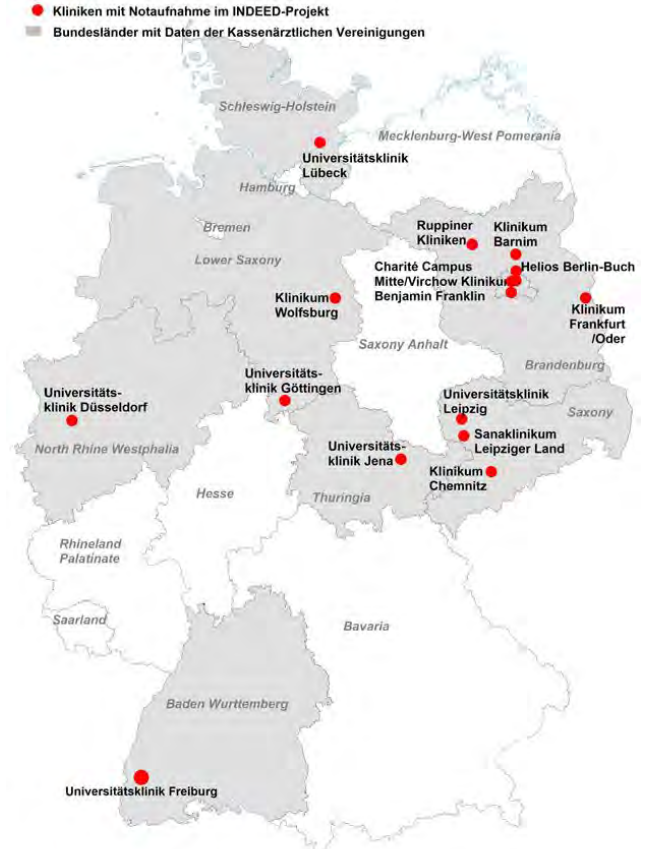 Kliniken mit Notaufnahme im INDEED-Projekt
Bundesländer mit Daten der Kassenärztlichen Vereinigungen
Schleswig-Holstein
Mecklenburg-West Pomerania
Universitätsklinik
Lübeck
Hamburg
Bremen
Lower Saxony
Ruppiner
Kliniken
Klinikum
Barnim
Helios Berlin-Buch
Charité Campus
Mitte/Virchow Klinikum
Benjamin Franklin
Klinikum
Wolfsburg
Klinikum
Frankfurt
/Oder
Saxony Anhalt
Brandenburg
Universitäts-
klinik Göttingen
Universitäts-
klinik Düsseldorf
Universitätsklinik
Leipzig
Saxony
Sanaklinikum
Leipziger Land
North Rhine Westphalia
Universitäts-
klinik Jena
Klinikum
Chemnitz
Hesse
Thuringia
Rhineland
Palatinate
Saarland
Bavaria
Baden Wurttemberg
Universitätsklinik Freiburg